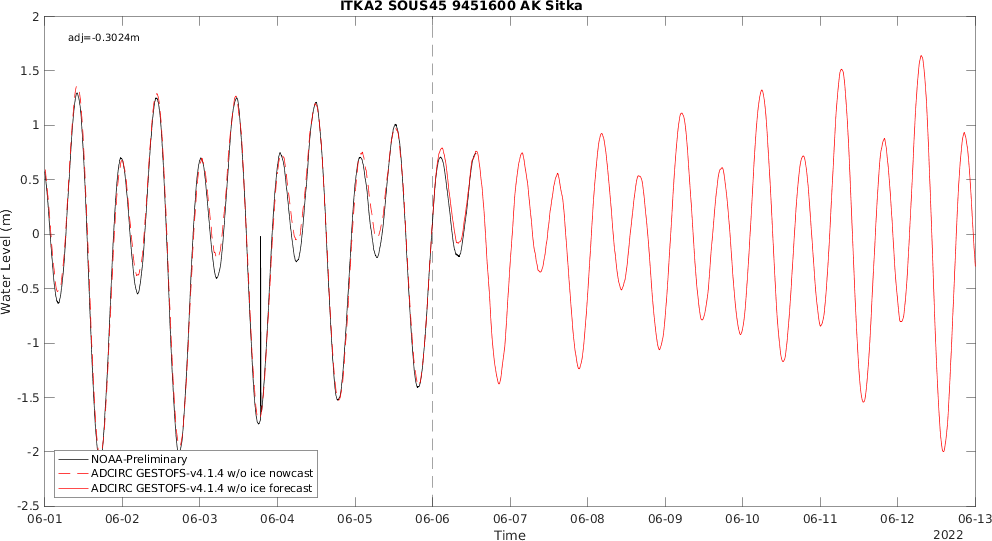 ITKA2 SOUS45 9451600 AK Sitka
adj=-0.3024m
Water Level (m)
2
1.5
1
0.5
0
-0.5
-1
-1.5
-2
-2.5
NOAA-Preliminary
ADCIRC GESTOFS-v4.1.4 w/o ice nowcast
ADCIRC GESTOFS-v4.1.4 w/o ice forecast
06-01 06-02 06-03 06-04 06-05 06-06 06-07 06-08 06-09 06-10 06-11 06-12 06-13
Time
2022